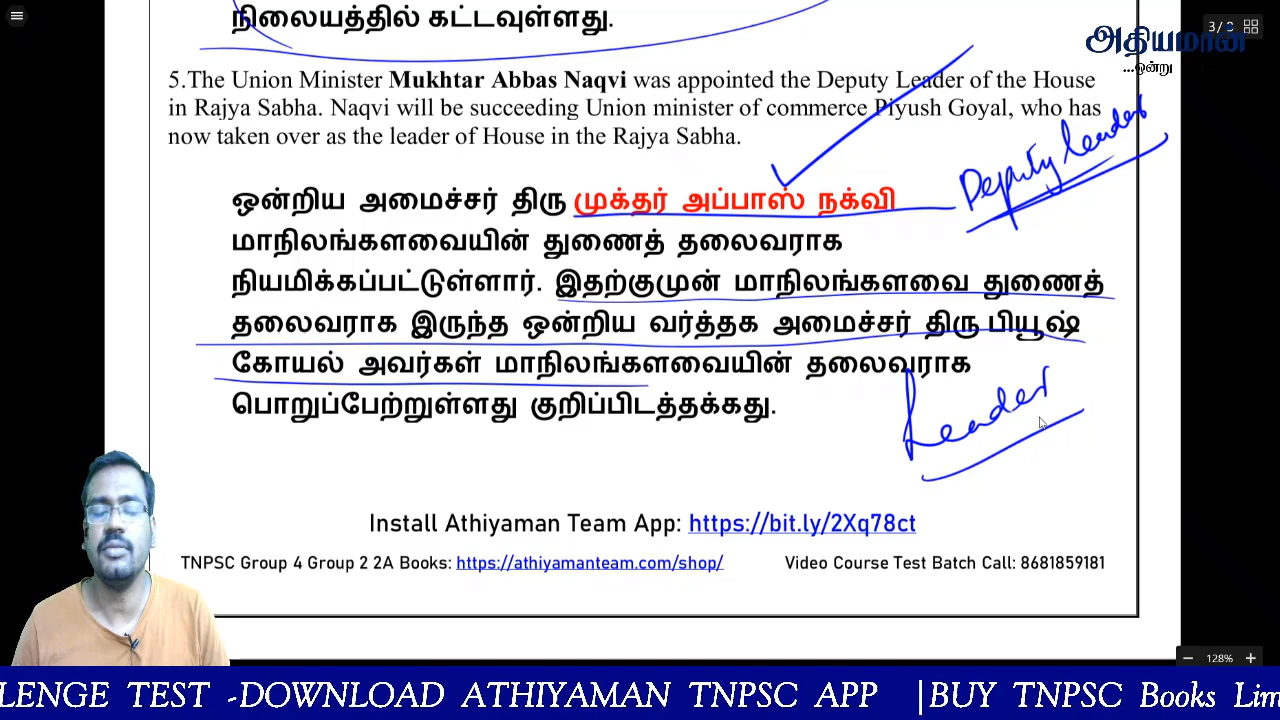 நிலையத்தில் கட்டவுள்ளது.
3/
அதியமான்
...ஒன்று
5.The Union Minister Mukhtar Abbas Naqvi was appointed the Deputy Leader of the House
in Rajya Sabha. Naqvi will be succeeding Union minister of commerce Piyush Goyal, who has
now taken over as the leader of House in the Rajya Sabha.
Deputy leader
ஒன்றிய அமைச்சர் திரு முக்தர் அப்பாஸ் நக்வி
மாநிலங்களவையின் துணைத் தலைவராக
நியமிக்கப்பட்டுள்ளார். இதற்குமுன் மாநிலங்களவை துணைத்
தலைவராக இருந்த ஒன்றிய வர்த்தக அமைச்சர் திரு பியூஷ்
கோயல் அவர்கள் மாநிலங்களவையின் தலைவராக
பொறுப்பேற்றுள்ளது குறிப்பிடத்தக்கது.
Leader
Install Athiyaman Team App: https://bit.ly/2Xq78ct
TNPSC Group 4 Group 2 2A Books: https://athiyamanteam.com/shop/ Video Course Test Batch Call: 8681859181
128%
LENGE TEST -DOWNLOAD ATHIYAMAN TNPSC APP |BUY TNPSC Books Lim